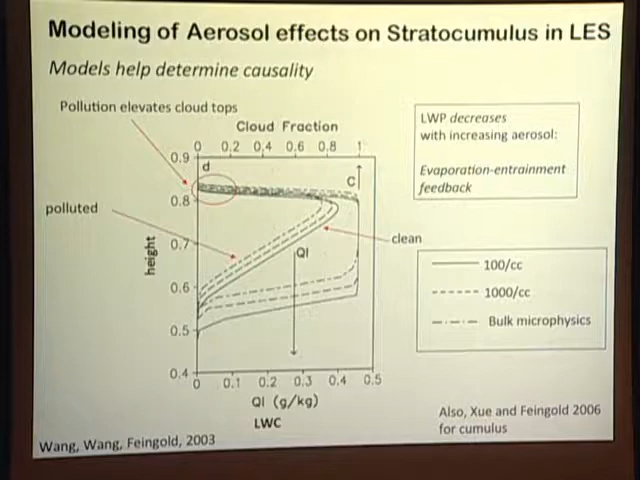 Modeling of Aerosol effects on Stratocumulus in LES
Models help determine causality
Pollution elevates cloud tops
Cloud Fraction
0 0.2 0.4 0.6 0.8 1
LWP decreases
with increasing aerosol:
Evaporation-entrainment
feedback
0.9
d
C
0.8
polluted
clean
0.7
Ql
height
0.6
0.5
0.4
100/cc
1000/cc
Bulk microphysics
0 0.1 0.2 0.3 0.4 0.5
Ql (g/kg)
LWC
Also, Xue and Feingold 2006
for cumulus
Wang, Wang, Feingold, 2003